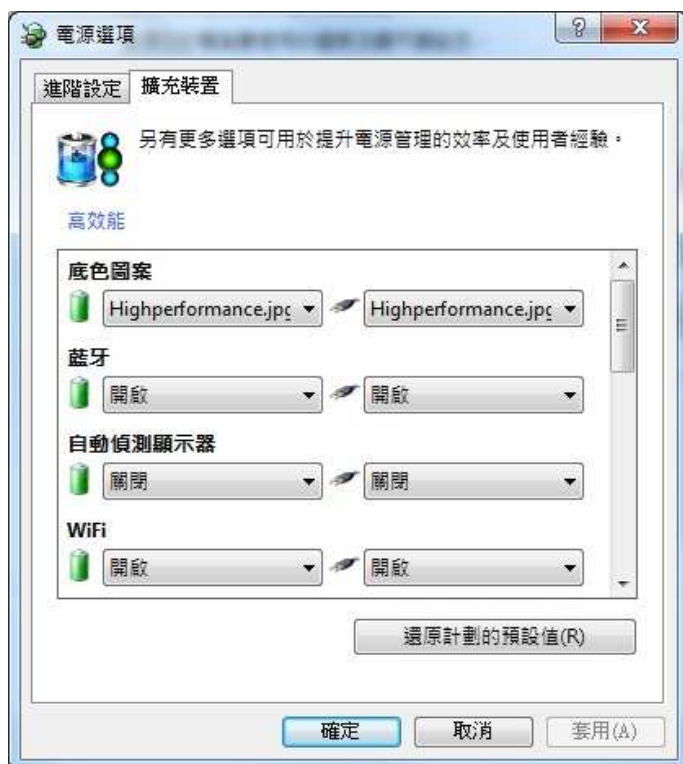 電源選項
進階設定 擴充裝置
另有更多選項可用於提升電源管理的效率及使用者經驗。
高效能
底色圖案
Highperformance.jpg Highperformance.jpg
藍牙
開啟 開啟
自動偵測顯示器
關閉 關閉
WiFi
開啟 開啟
還原計劃的預設值(R)
確定 取消 套用(A)